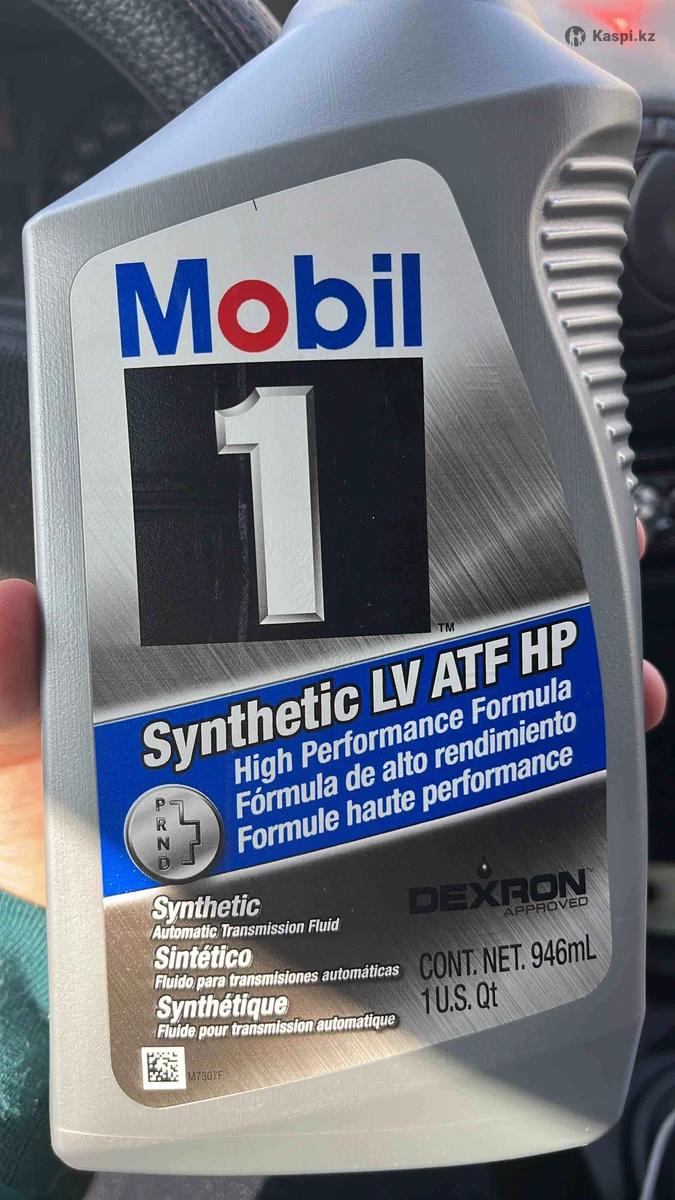 Kaspi.kz
Mobil
1
TM
Synthetic LV ATF HP
High Performance Formula
Fórmula de alto rendimiento
Formule haute performance
P
R
N
D
Synthetic
Automatic Transmission Fluid
Sintético
Fluido para transmisiones automáticas
Synthétique
Fluide pour transmission automatique
DEXRON™
APPROVED
CONT. NET. 946mL
1 U.S. Qt
M7307F